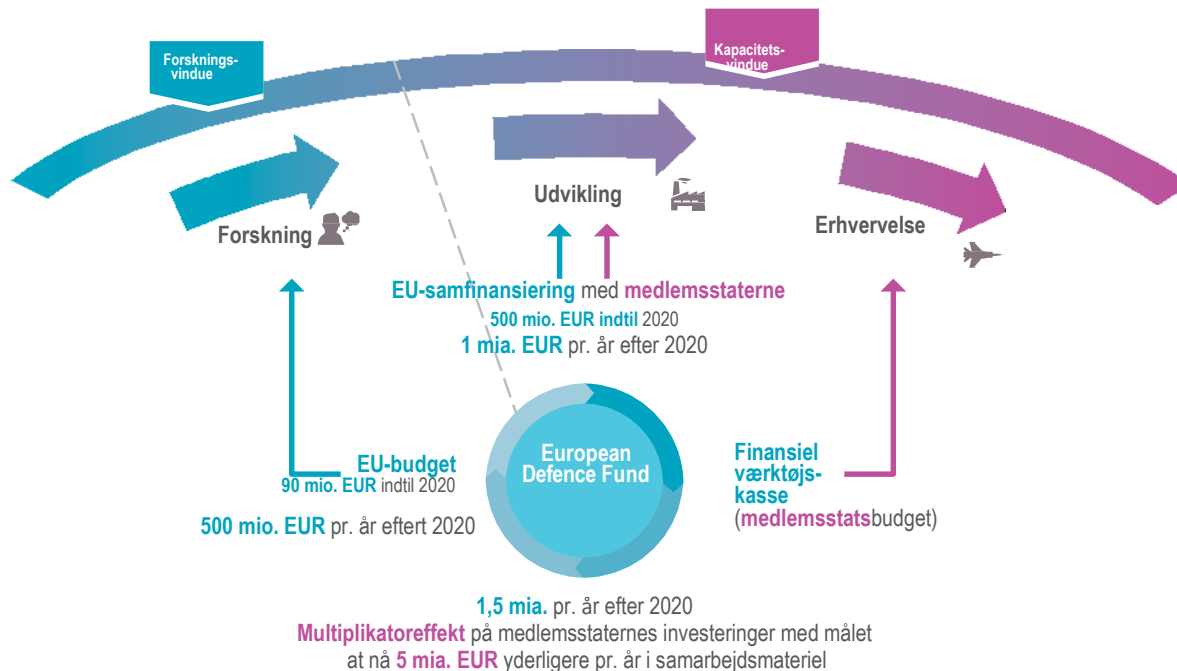 Forsknings-
vindue
Kapacitets-
vindue
Forskning
Udvikling
Erhvervelse
EU-samfinansiering med medlemsstaterne
500 mio. EUR indtil 2020
1 mia. EUR pr. år efter 2020
EU-budget
90 mio. EUR indtil 2020
500 mio. EUR pr. år eftert 2020
European
Defence Fund
Finansiel
værktøjs-
kasse
(medlemsstatsbudget)
1,5 mia. pr. år efter 2020
Multiplikatoreffekt på medlemsstaternes investeringer med målet
at nå 5 mia. EUR yderligere pr. år i samarbejdsmateriel